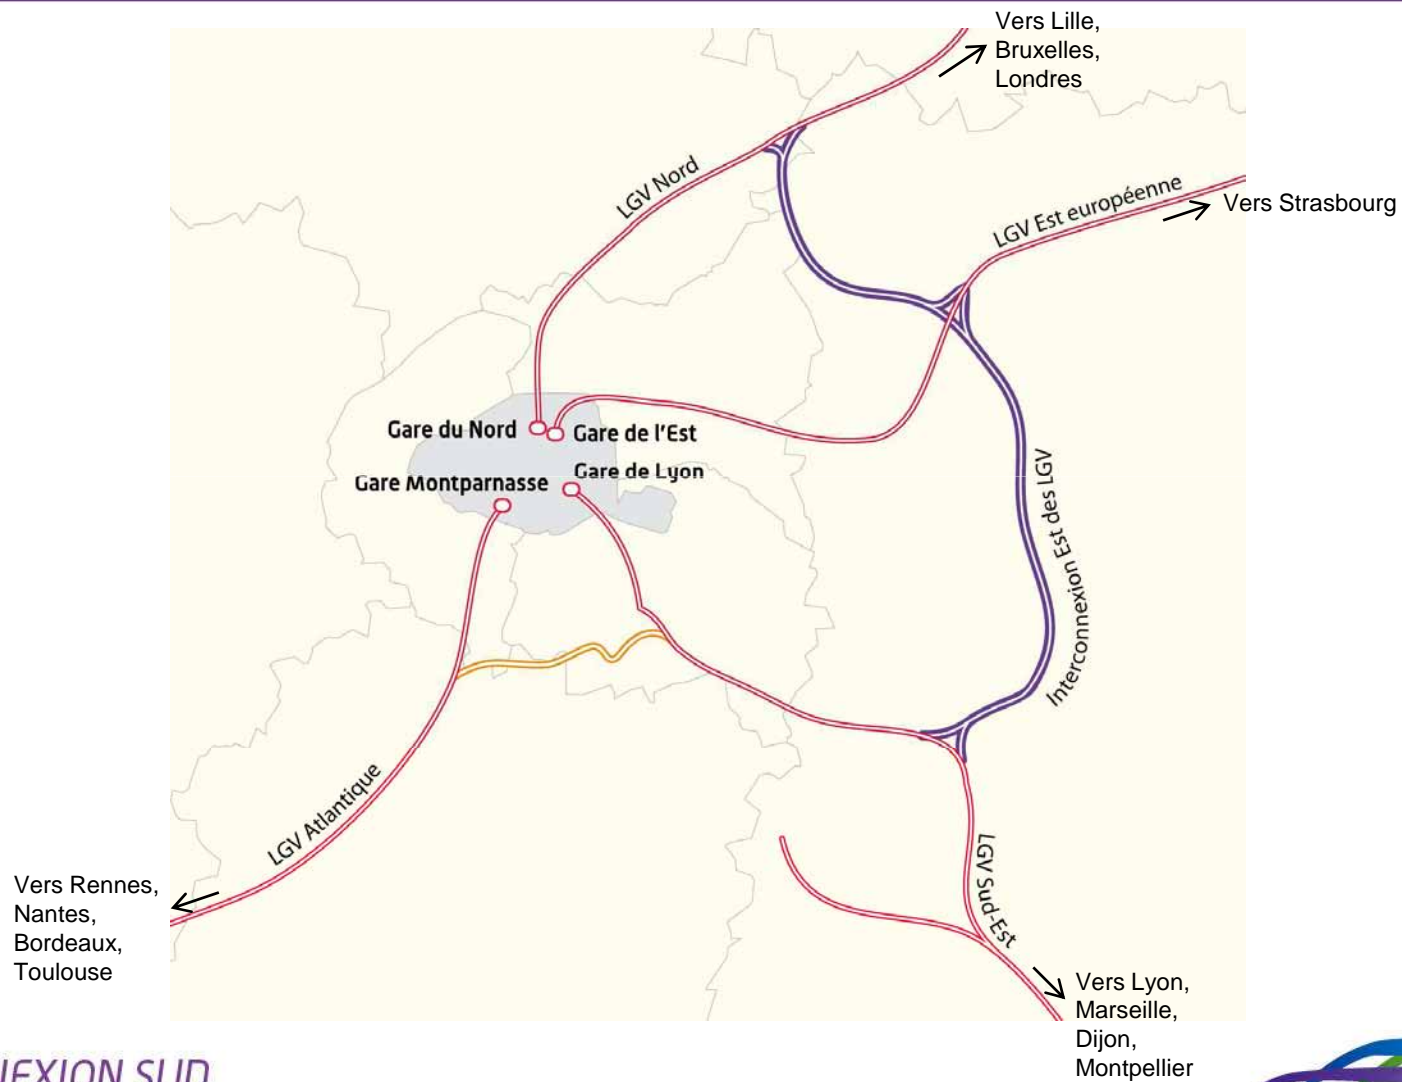 Vers Lille,
Bruxelles,
Londres
LGV Nord
LGV Est européenne
Vers Strasbourg
Gare du Nord
Gare de l'Est
Gare de Lyon
Gare Montparnasse
Interconnexion Est des LGV
LGV Atlantique
LGV Sud-Est
Vers Rennes,
Nantes,
Bordeaux,
Toulouse
Vers Lyon,
Marseille,
Dijon,
Montpellier